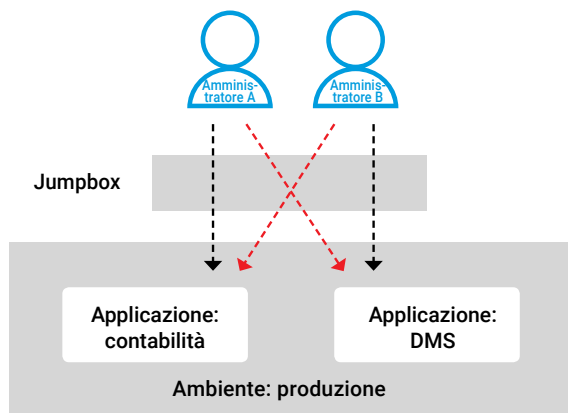 Amminis-
tratore A
Amminis-
tratore B
Jumpbox
Applicazione:
contabilità
Applicazione:
DMS
Ambiente: produzione